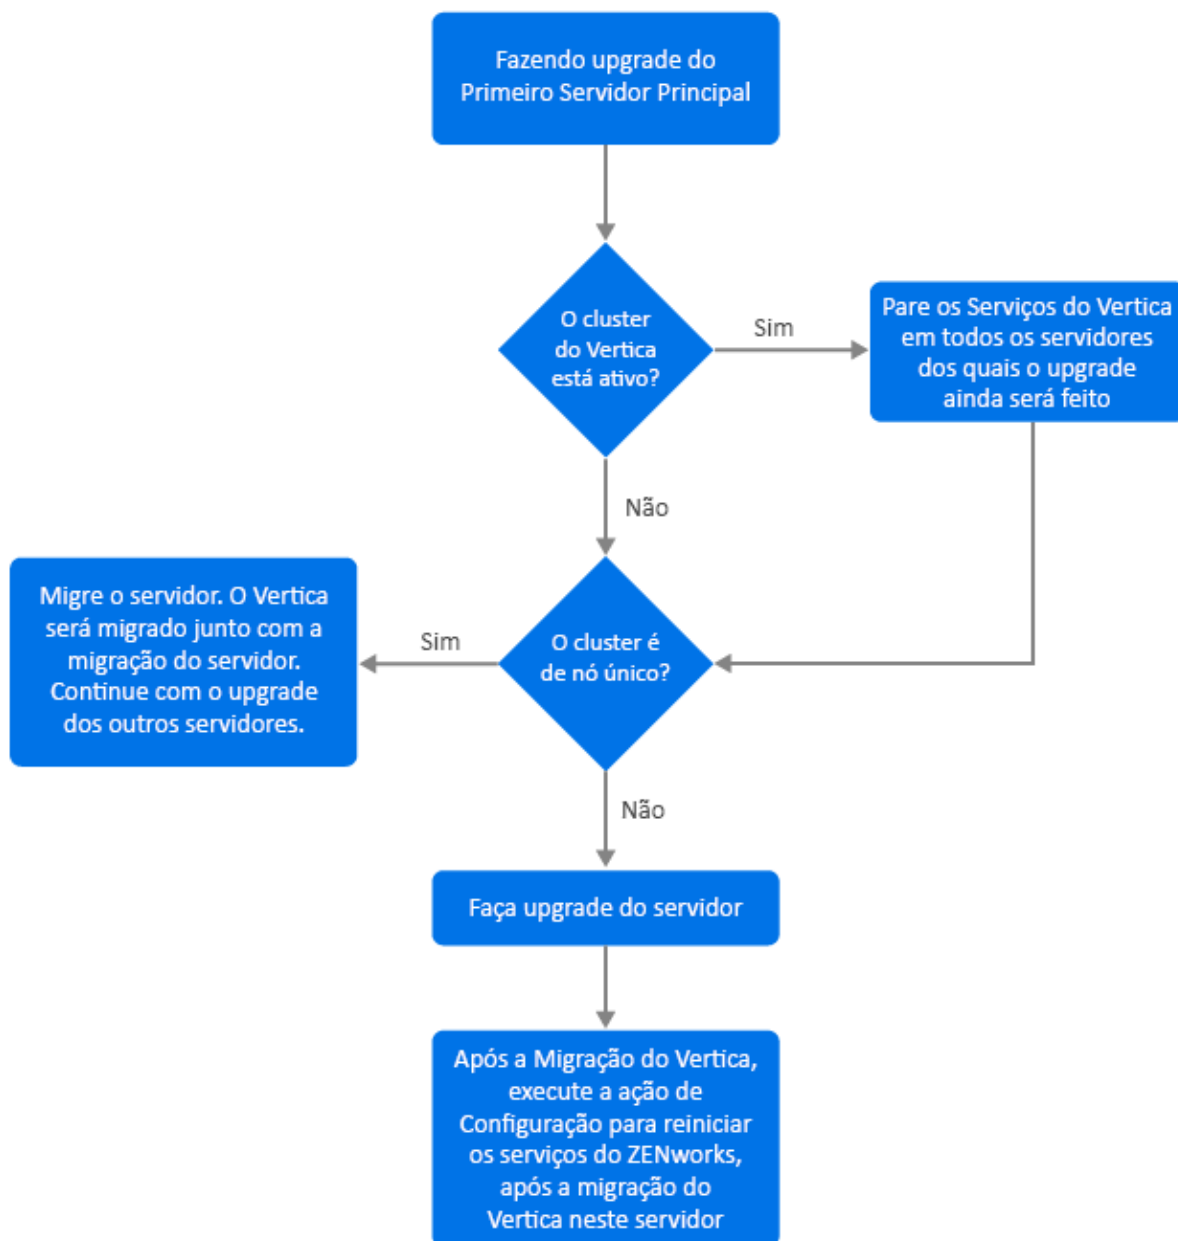 Fazendo upgrade do
Primeiro Servidor Principal
O cluster
do Vertica
está ativo?
Sim
Pare os Serviços do Vertica
em todos os servidores
dos quais o upgrade
ainda será feito
Não
O cluster é
de nó único?
Sim
Migre o servidor. O Vertica
será migrado junto com a
migração do servidor.
Continue com o upgrade
dos outros servidores.
Não
Faça upgrade do servidor
Após a Migração do Vertica,
execute a ação de
Configuração para reiniciar
os serviços do ZENworks,
após a migração do
Vertica neste servidor